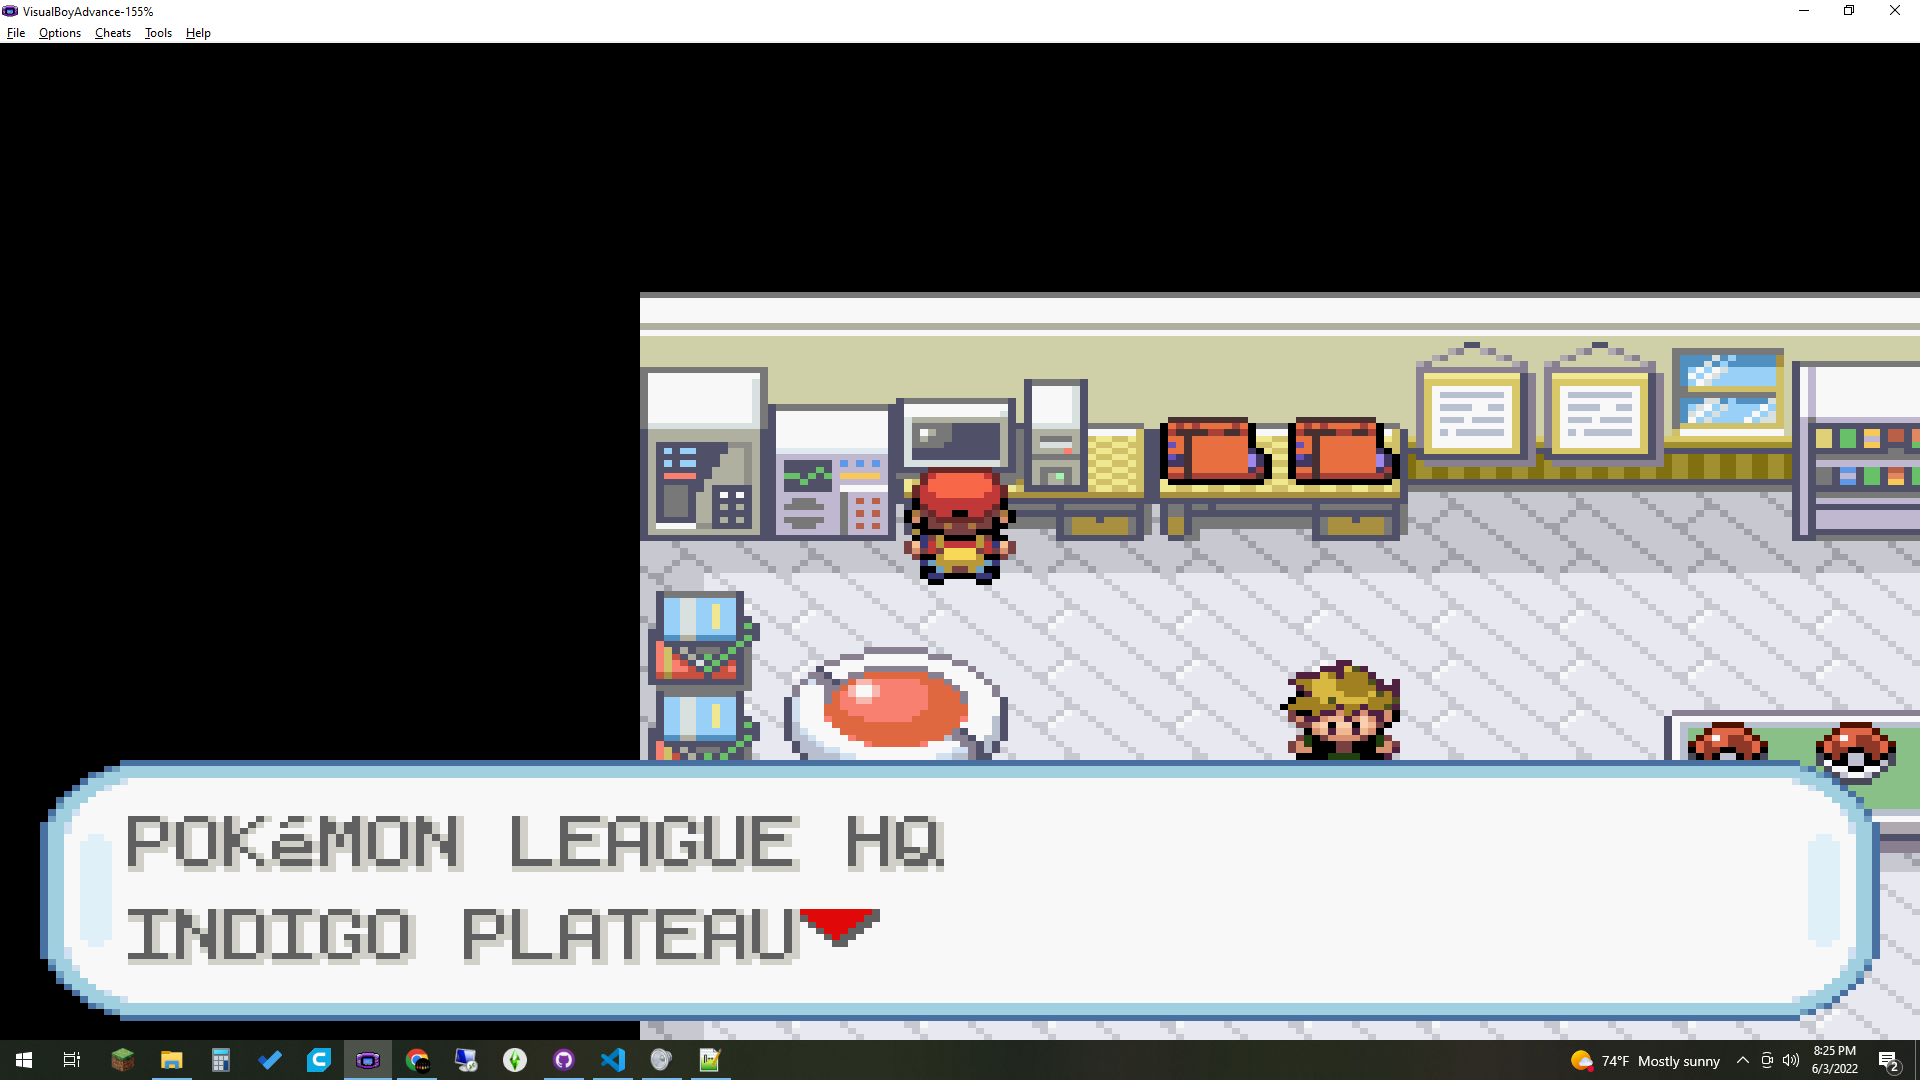 VisualBoyAdvance-155%
File Options Cheats Tools Help
POKéMON LEAGUE HQ
INDIGO PLATEAU
74°F Mostly sunny
8:25 PM
6/3/2022
2